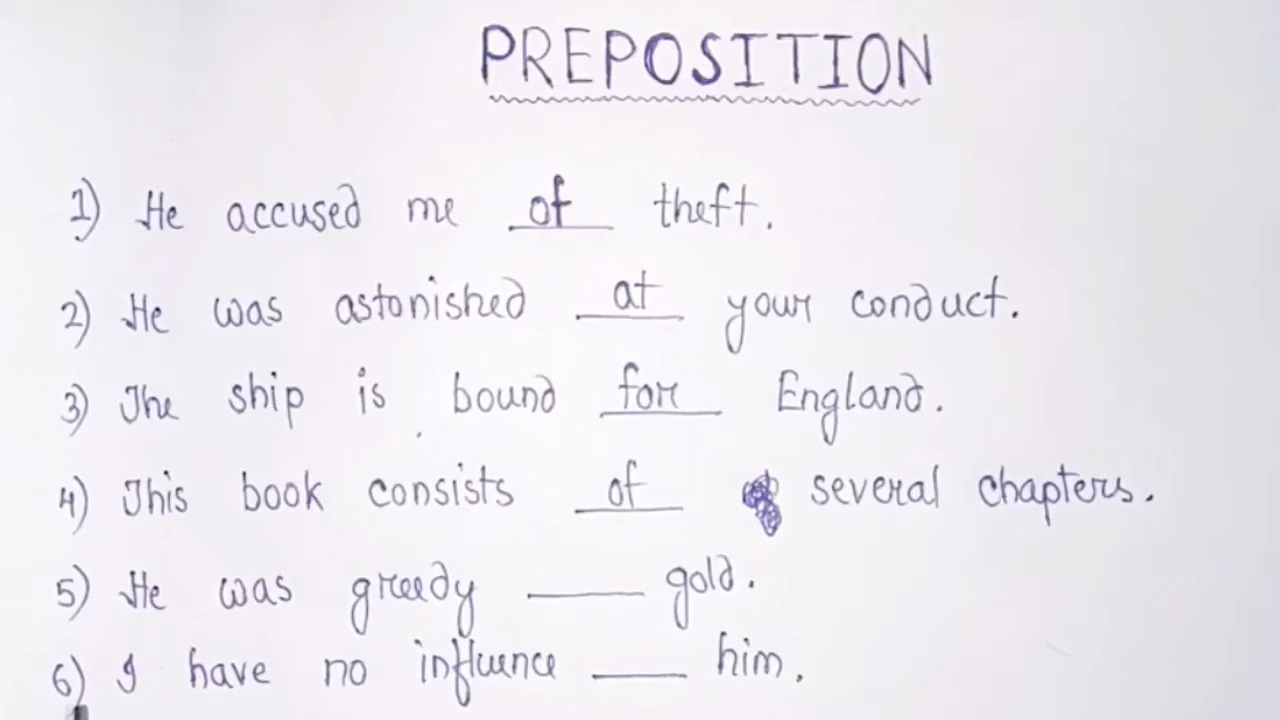 PREPOSITION
1) He accused me of theft.
2) He was astonished at your conduct.
3) The ship is bound for England.
4) This book consists of several chapters.
5) He was greedy ____ gold.
6) I have no influence ____ him.